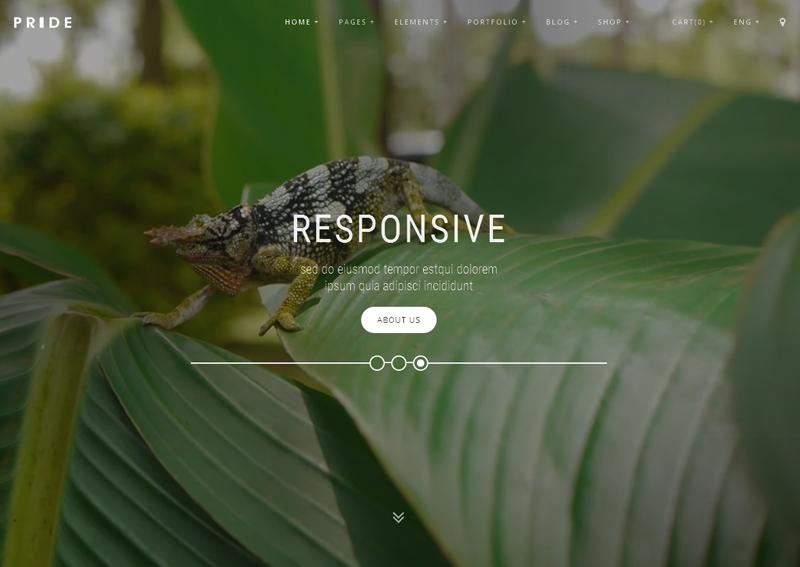 PRIDE
HOME +
PAGES +
ELEMENTS +
PORTFOLIO +
BLOG +
SHOP +
CART(0) +
ENG +
RESPONSIVE
sed do eiusmod tempor estqui dolorem
ipsum quia adipisci incididunt
ABOUT US